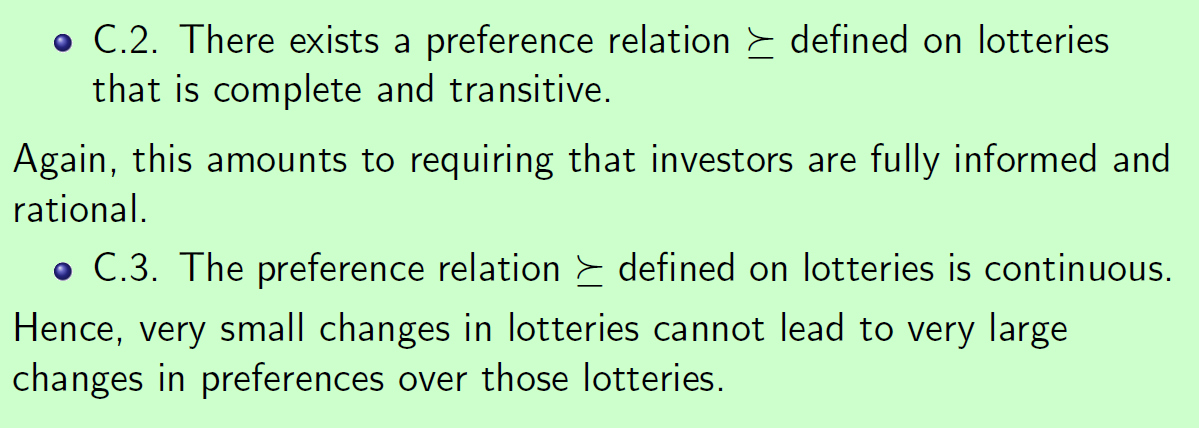 C.2. There exists a preference relation ⪰ defined on lotteries
that is complete and transitive.
Again, this amounts to requiring that investors are fully informed and
rational.
C.3. The preference relation ⪰ defined on lotteries is continuous.
Hence, very small changes in lotteries cannot lead to very large
changes in preferences over those lotteries.